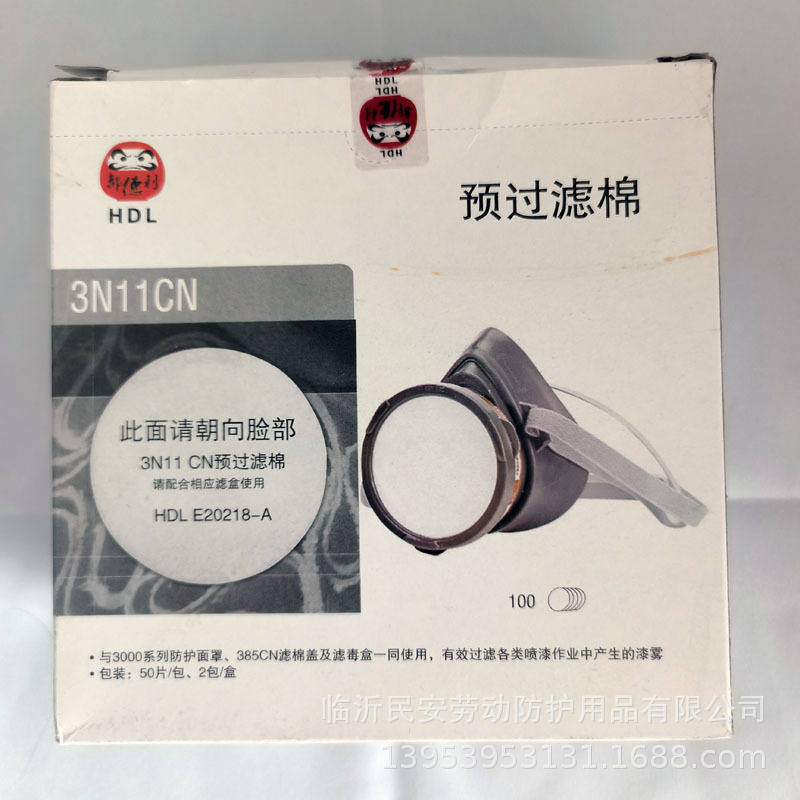 HDL
HDL
郝俤利
HDL
预过滤棉
3N11CN
此面请朝向脸部
3N11 CN预过滤棉
请配合相应滤盒使用
HDL E20218-A
100
· 与3000系列防护面罩、385CN滤棉盖及滤毒盒一同使用，有效过滤各类喷漆作业中产生的漆雾
· 包装：50片/包、2包/盒
临沂民安劳动防护用品有限公司
13953953131.1688.com